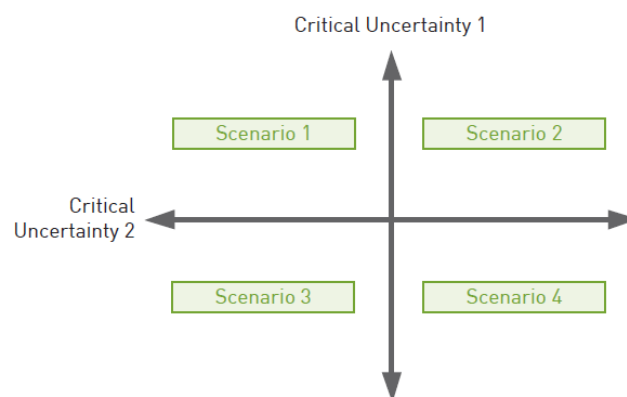 Critical Uncertainty 1
Scenario 1
Scenario 2
Critical
Uncertainty 2
Scenario 3
Scenario 4